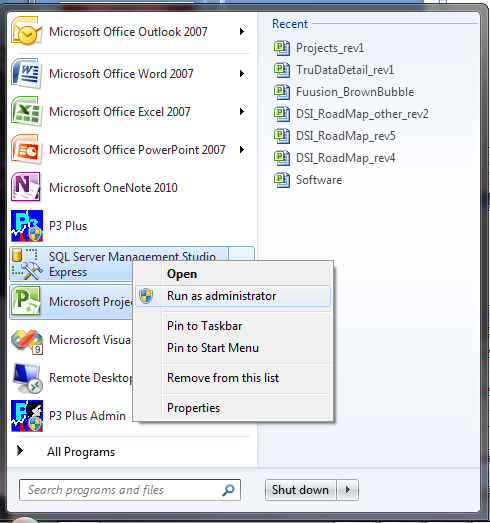 Microsoft Office Outlook 2007
Microsoft Office Word 2007
Microsoft Office Excel 2007
Microsoft Office PowerPoint 2007
Microsoft OneNote 2010
P3 Plus
SQL Server Management Studio
Express
Microsoft Projec
Microsoft Visua
Remote Desktop
P3 Plus Admin
All Programs
Search programs and files
Open
Run as administrator
Pin to Taskbar
Pin to Start Menu
Remove from this list
Properties
Recent
Projects_rev1
TruDataDetail_rev1
Fuusion_BrownBubble
DSI_RoadMap_other_rev2
DSI_RoadMap_rev5
DSI_RoadMap_rev4
Software
Shut down